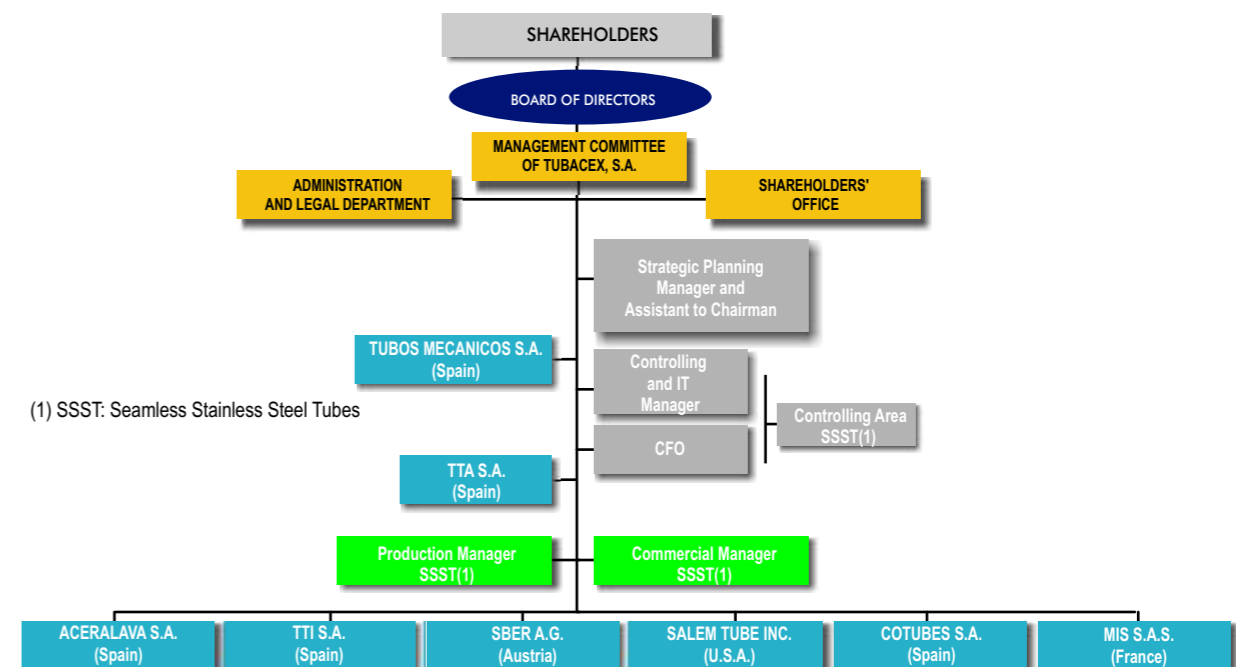 SHAREHOLDERS
BOARD OF DIRECTORS
MANAGEMENT COMMITTEE
OF TUBACEX, S.A.
ADMINISTRATION
AND LEGAL DEPARTMENT
SHAREHOLDERS'
OFFICE
Strategic Planning
Manager and
Assistant to Chairman
TUBOS MECANICOS S.A.
(Spain)
Controlling
and IT
Manager
(1) SSST: Seamless Stainless Steel Tubes
Controlling Area
SSST(1)
CFO
TTA S.A.
(Spain)
Production Manager
SSST(1)
Commercial Manager
SSST(1)
ACERALAVA S.A.
(Spain)
TTI S.A.
(Spain)
SBER A.G.
(Austria)
SALEM TUBE INC.
(U.S.A.)
COTUBES S.A.
(Spain)
MIS S.A.S.
(France)